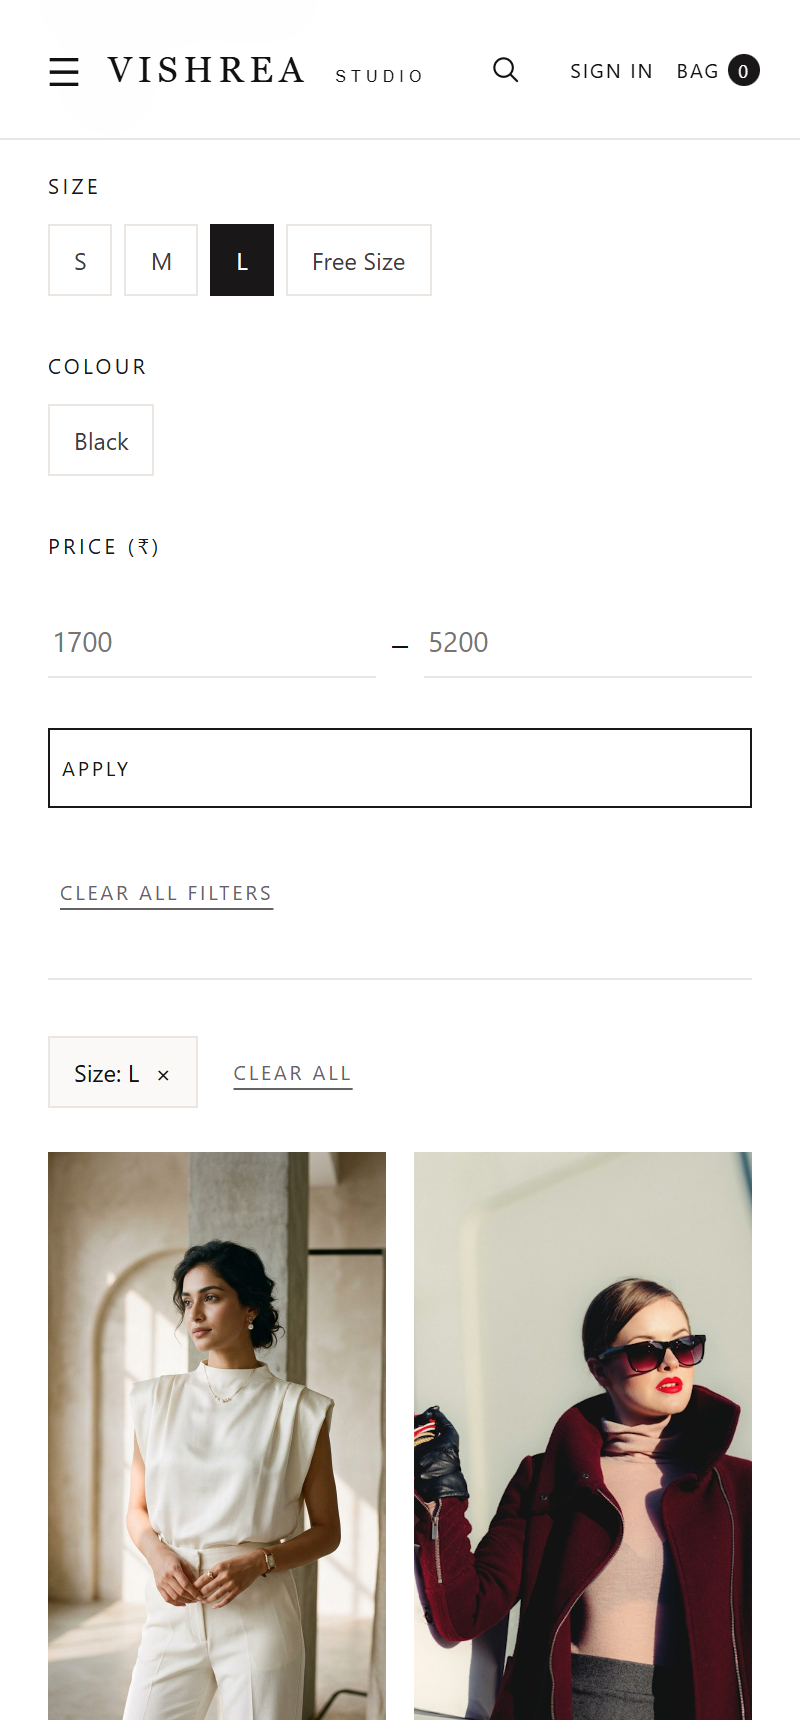 ☰ VISHREA STUDIO SIGN IN BAG 0
SIZE
S M L Free Size
COLOUR
Black
PRICE (₹)
1700 – 5200
APPLY
CLEAR ALL FILTERS
Size: L × CLEAR ALL